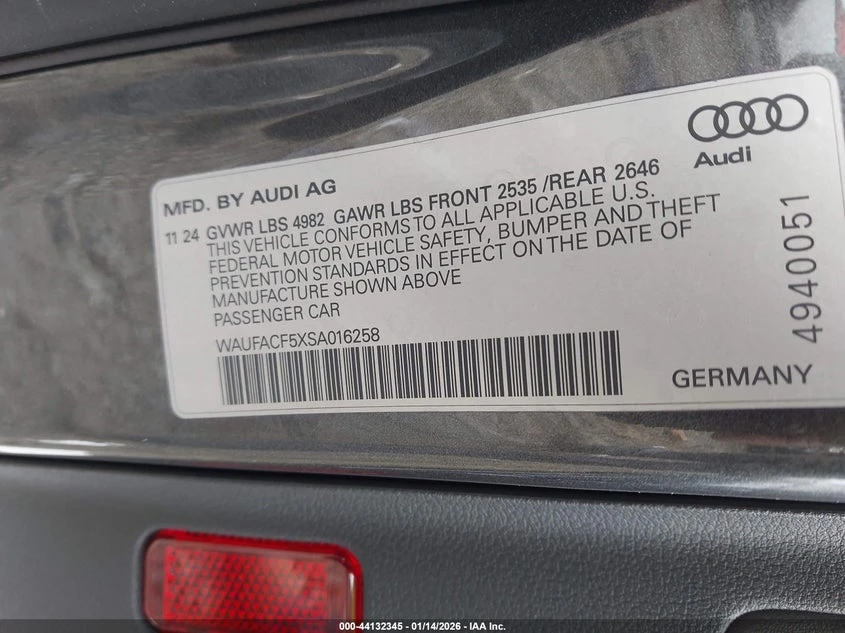 Audi
MFD. BY AUDI AG
11 24 GVWR LBS 4982 GAWR LBS FRONT 2535 /REAR 2646
THIS VEHICLE CONFORMS TO ALL APPLICABLE U.S.
FEDERAL MOTOR VEHICLE SAFETY, BUMPER AND THEFT
PREVENTION STANDARDS IN EFFECT ON THE DATE OF
MANUFACTURE SHOWN ABOVE
PASSENGER CAR
WAUFACF5XSA016258
GERMANY
4940051
000-44132345 - 01/14/2026 - IAA Inc.